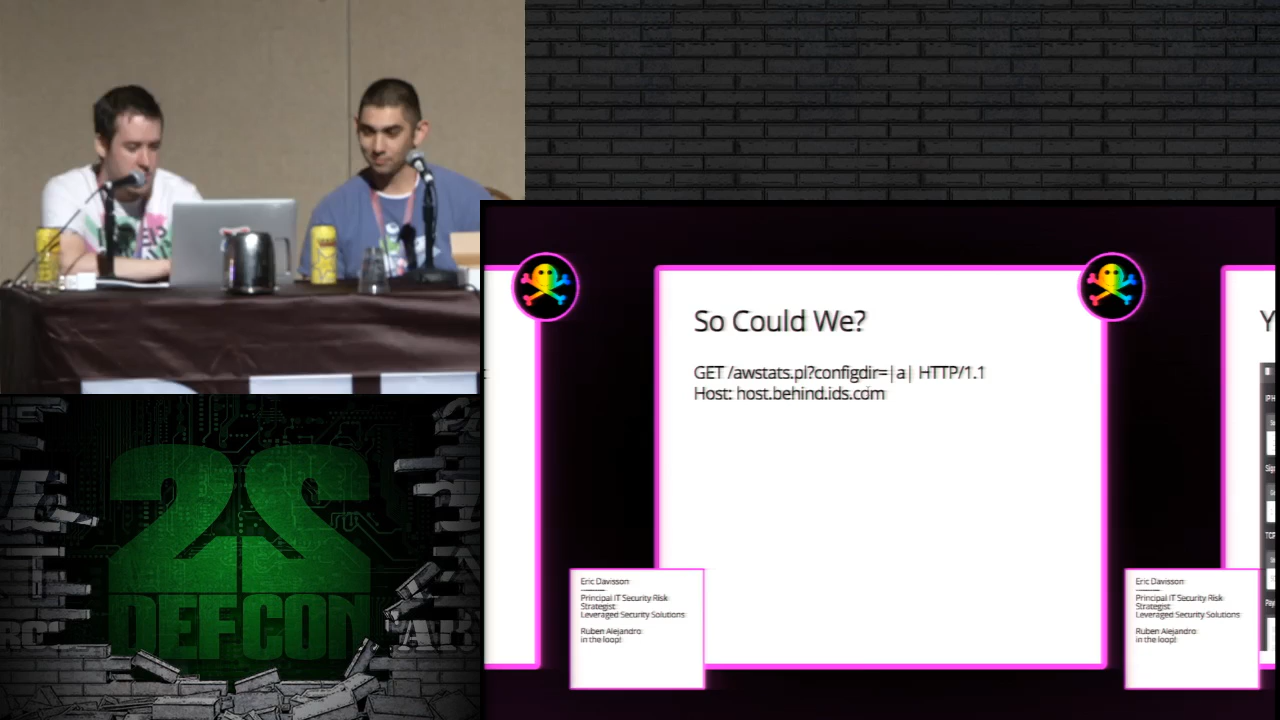 So Could We?
GET /awstats.pl?configdir=|a| HTTP/1.1
Host: host.behind.ids.com
Eric Davisson
Principal IT Security Risk
Strategist
Leveraged Security Solutions
Ruben Alejandro
in the loop!
Eric Davisson
Principal IT Security Risk
Strategist
Leveraged Security Solutions
Ruben Alejandro
in the loop!
22
DEFCON